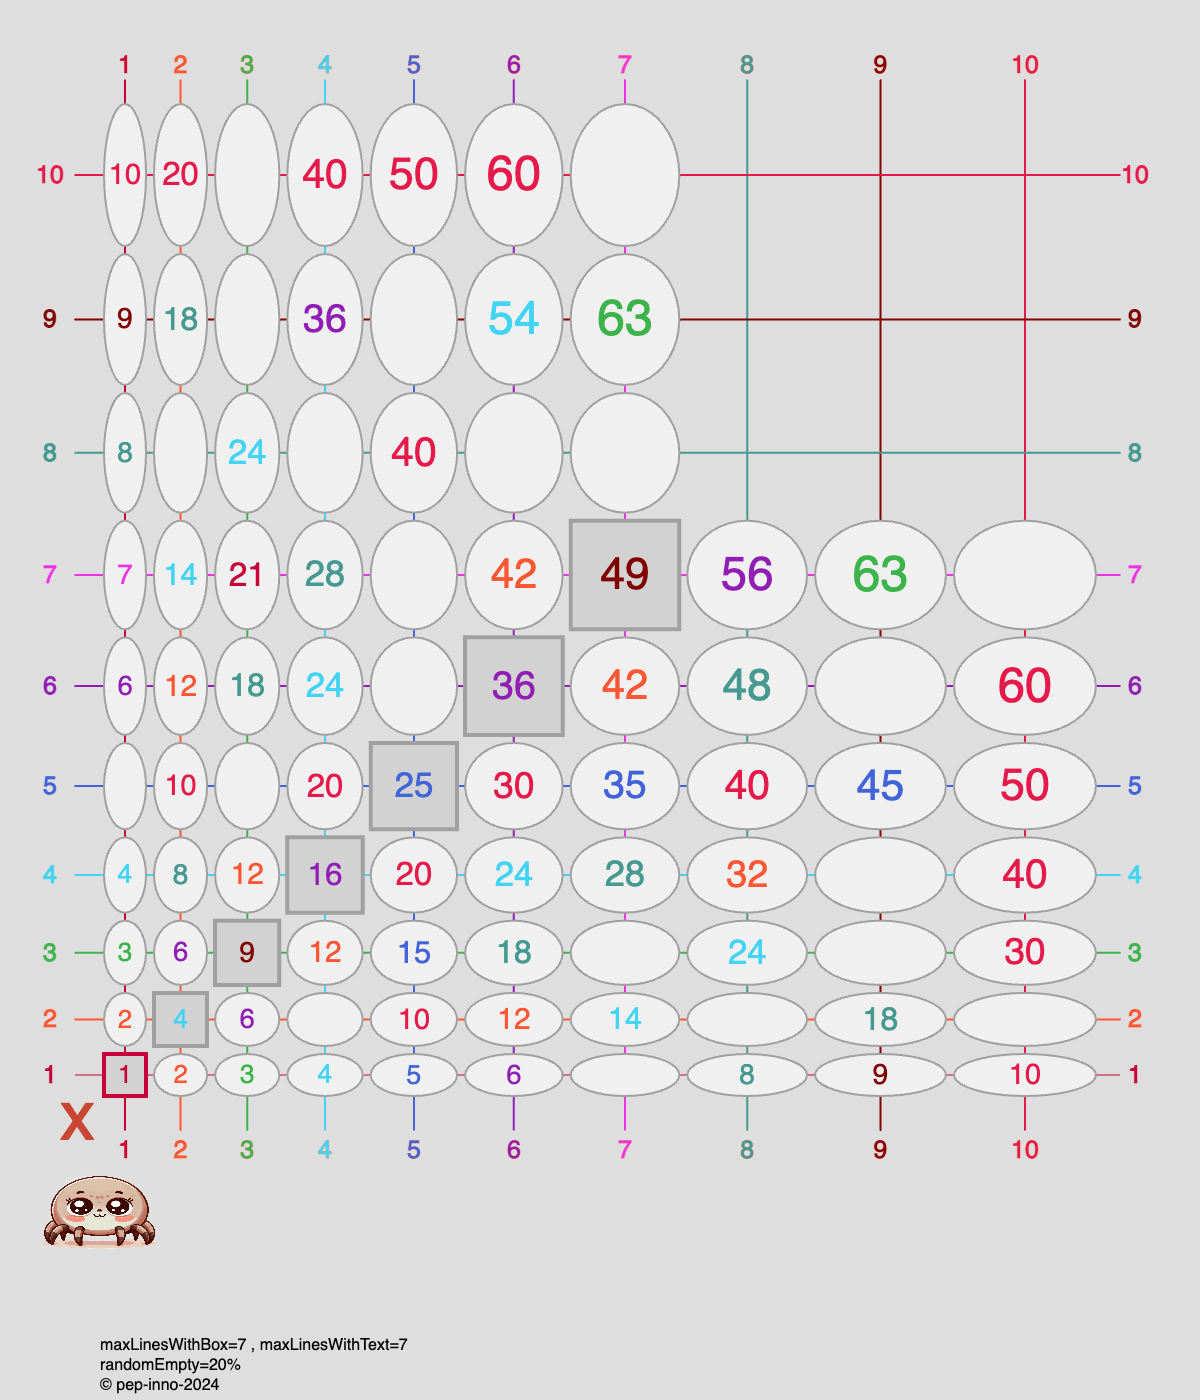 1 2 3 4 5 6 7 8 9 10
10 10 20 40 50 60 10
9 9 18 36 54 63 9
8 8 24 40 8
7 7 14 21 28 42 49 56 63 7
6 6 12 18 24 36 42 48 60 6
5 10 20 25 30 35 40 45 50 5
4 4 8 12 16 20 24 28 32 40 4
3 3 6 9 12 15 18 24 30 3
2 2 4 6 10 12 14 18 2
1 1 2 3 4 5 6 8 9 10 1
X
1 2 3 4 5 6 7 8 9 10
maxLinesWithBox=7 , maxLinesWithText=7
randomEmpty=20%
© pep-inno-2024